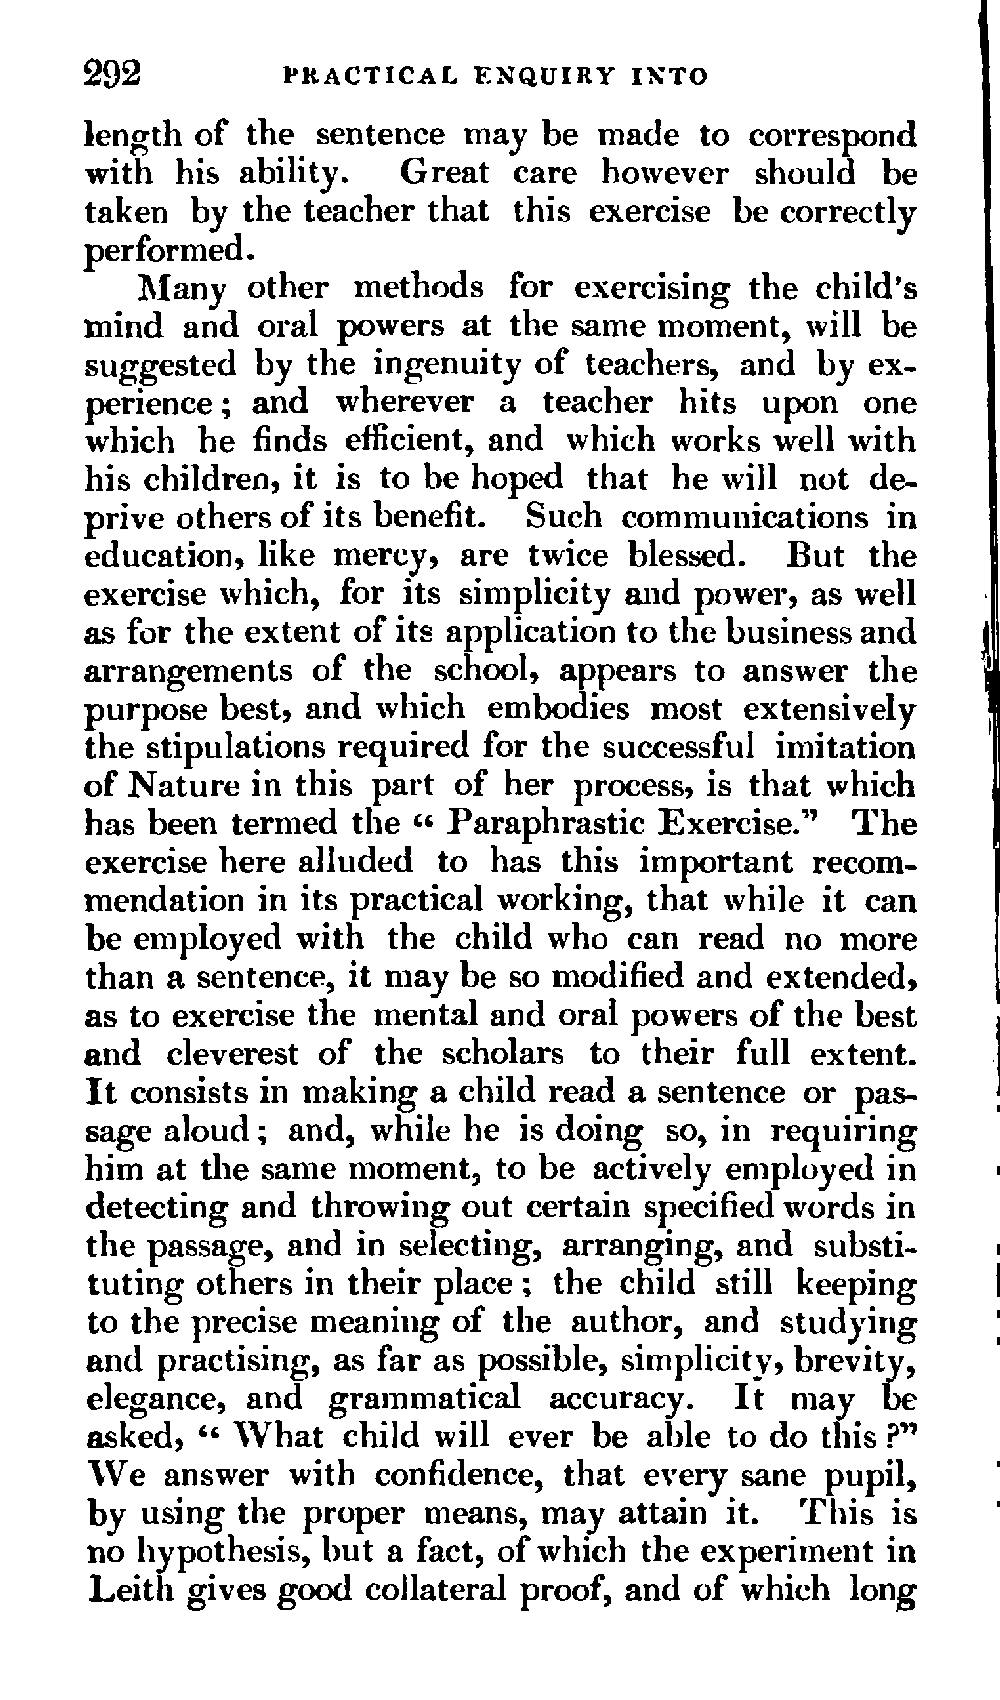 292 PRACTICAL ENQUIRY INTO
length of the sentence may be made to correspond
with his ability. Great care however should be
taken by the teacher that this exercise be correctly
performed.
Many other methods for exercising the child's
mind and oral powers at the same moment, will be
suggested by the ingenuity of teachers, and by ex-
perience; and wherever a teacher hits upon one
which he finds efficient, and which works well with
his children, it is to be hoped that he will not de-
prive others of its benefit. Such communications in
education, like mercy, are twice blessed. But the
exercise which, for its simplicity and power, as well
as for the extent of its application to the business and
arrangements of the school, appears to answer the
purpose best, and which embodies most extensively
the stipulations required for the successful imitation
of Nature in this part of her process, is that which
has been termed the “ Paraphrastic Exercise.” The
exercise here alluded to has this important recom-
mendation in its practical working, that while it can
be employed with the child who can read no more
than a sentence, it may be so modified and extended,
as to exercise the mental and oral powers of the best
and cleverest of the scholars to their full extent.
It consists in making a child read a sentence or pas-
sage aloud; and, while he is doing so, in requiring
him at the same moment, to be actively employed in
detecting and throwing out certain specified words in
the passage, and in selecting, arranging, and substi-
tuting others in their place; the child still keeping
to the precise meaning of the author, and studying
and practising, as far as possible, simplicity, brevity,
elegance, and grammatical accuracy. It may be
asked, “ What child will ever be able to do this?”
We answer with confidence, that every sane pupil,
by using the proper means, may attain it. This is
no hypothesis, but a fact, of which the experiment in
Leith gives good collateral proof, and of which long